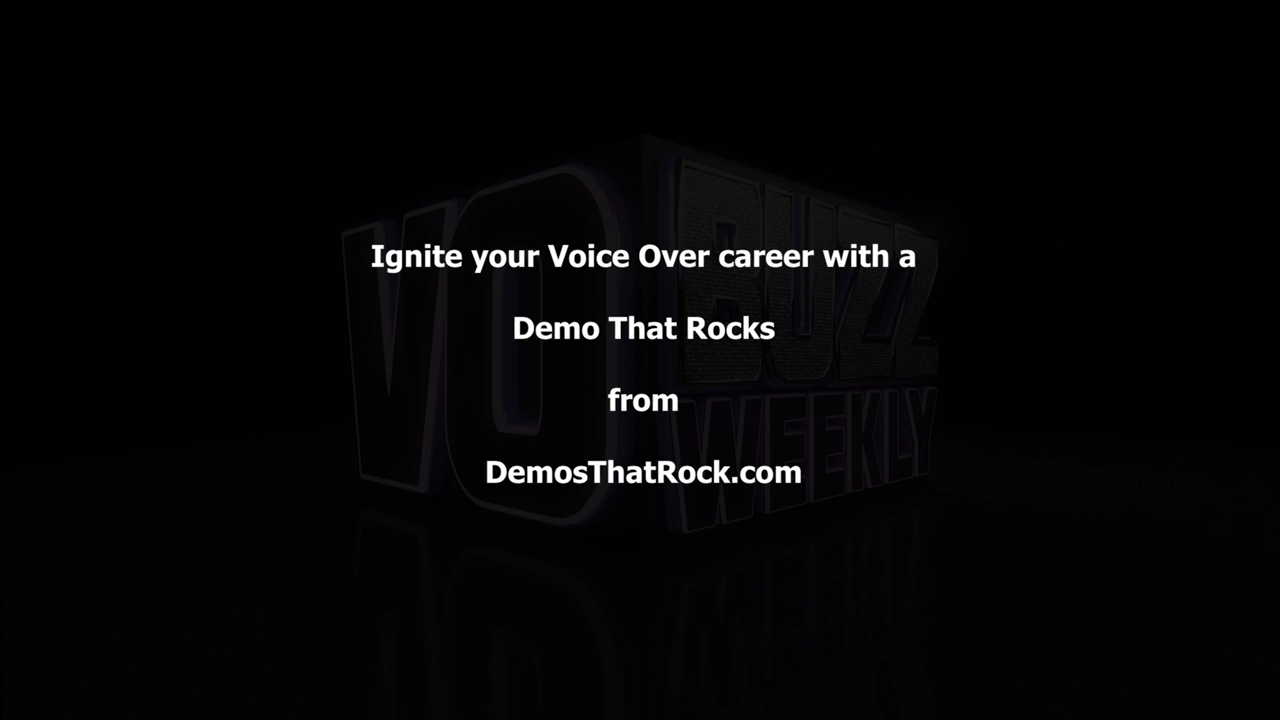 Ignite your Voice Over career with a
Demo That Rocks
from
DemosThatRock.com
VO
BUZZ
WEEKLY